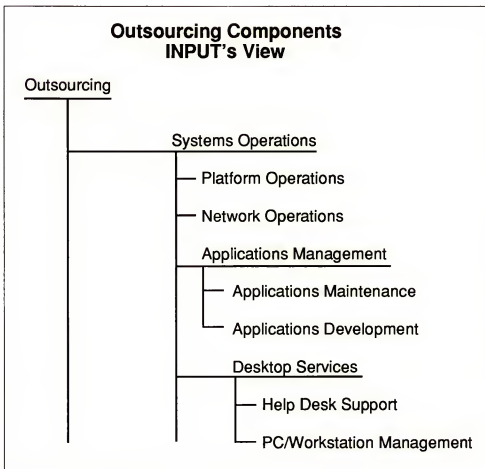 Outsourcing Components
INPUT's View
Outsourcing
Systems Operations
Platform Operations
Network Operations
Applications Management
Applications Maintenance
Applications Development
Desktop Services
Help Desk Support
PC/Workstation Management